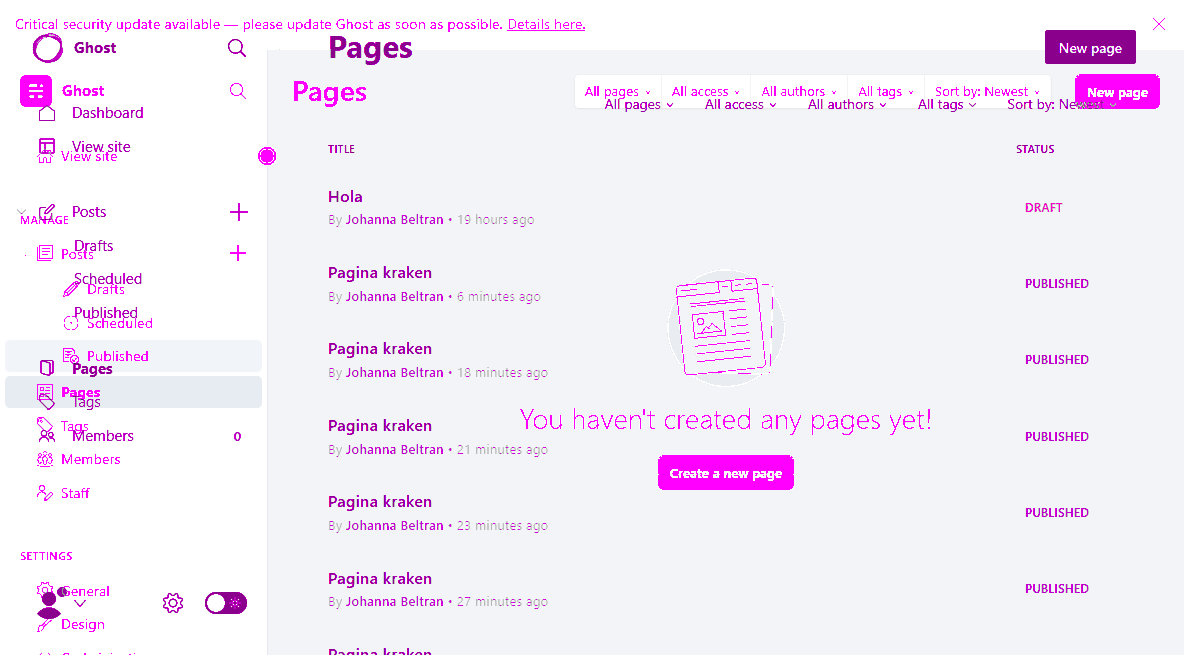 Critical security update available — please update Ghost as soon as possible. Details here.
Ghost
Pages
New page
Ghost
Pages
All pages
All access
All authors
All tags
Sort by: Newest
New page
All pages
All access
All authors
All tags
Sort by: Newest
Dashboard
View site
View site
TITLE
STATUS
Posts
MANAGE
Posts
Drafts
Scheduled
Drafts
Published
Scheduled
Published
Pages
Pages
Tags
Tags
Members
0
Members
Staff
SETTINGS
General
Design
Hola
By Johanna Beltran • 19 hours ago
DRAFT
Pagina kraken
By Johanna Beltran • 6 minutes ago
PUBLISHED
Pagina kraken
By Johanna Beltran • 18 minutes ago
PUBLISHED
You haven't created any pages yet!
Pagina kraken
By Johanna Beltran • 21 minutes ago
PUBLISHED
Create a new page
Pagina kraken
By Johanna Beltran • 23 minutes ago
PUBLISHED
Pagina kraken
By Johanna Beltran • 27 minutes ago
PUBLISHED
Pagina kraken